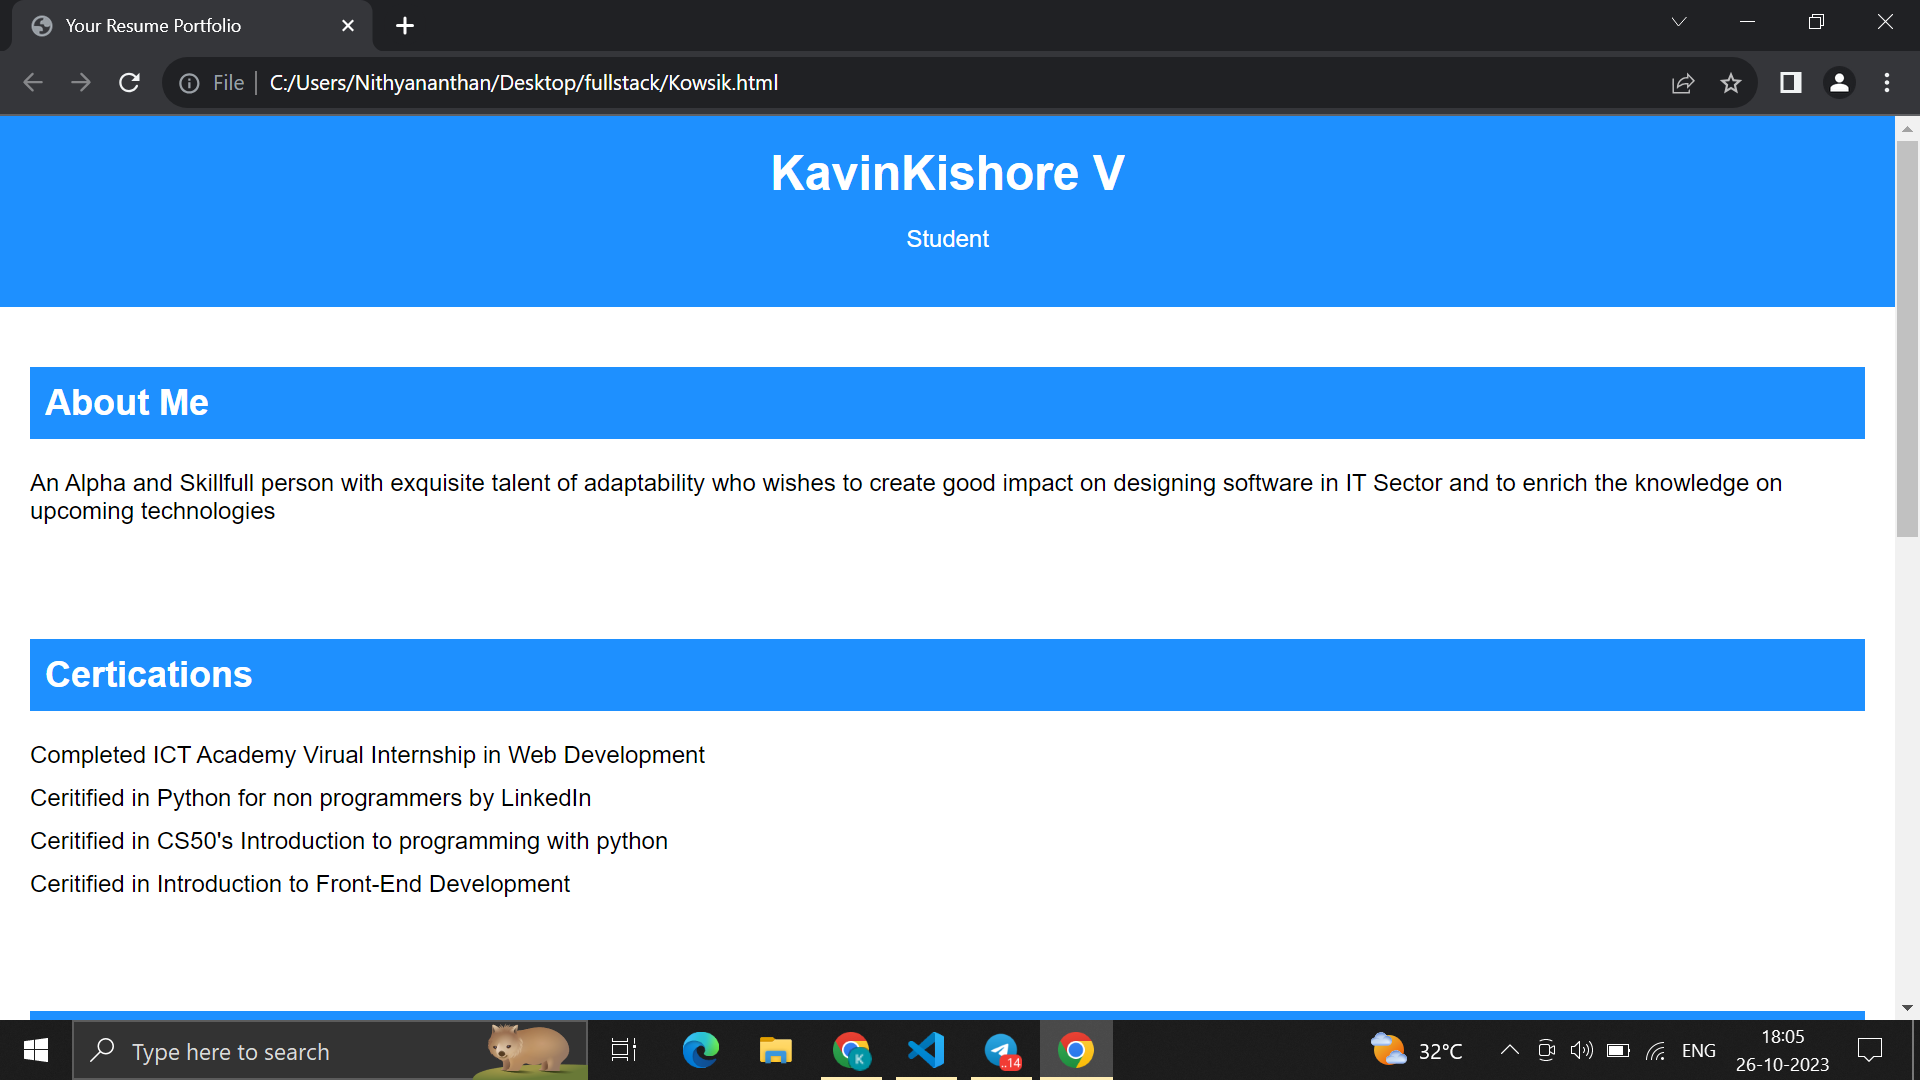 Your Resume Portfolio
File | C:/Users/Nithyananthan/Desktop/fullstack/Kowsik.html
KavinKishore V
Student
About Me
An Alpha and Skillfull person with exquisite talent of adaptability who wishes to create good impact on designing software in IT Sector and to enrich the knowledge on
upcoming technologies
Certications
Completed ICT Academy Virual Internship in Web Development
Ceritified in Python for non programmers by LinkedIn
Ceritified in CS50's Introduction to programming with python
Ceritified in Introduction to Front-End Development
Type here to search
K
..14
32°C
ENG
18:05
26-10-2023